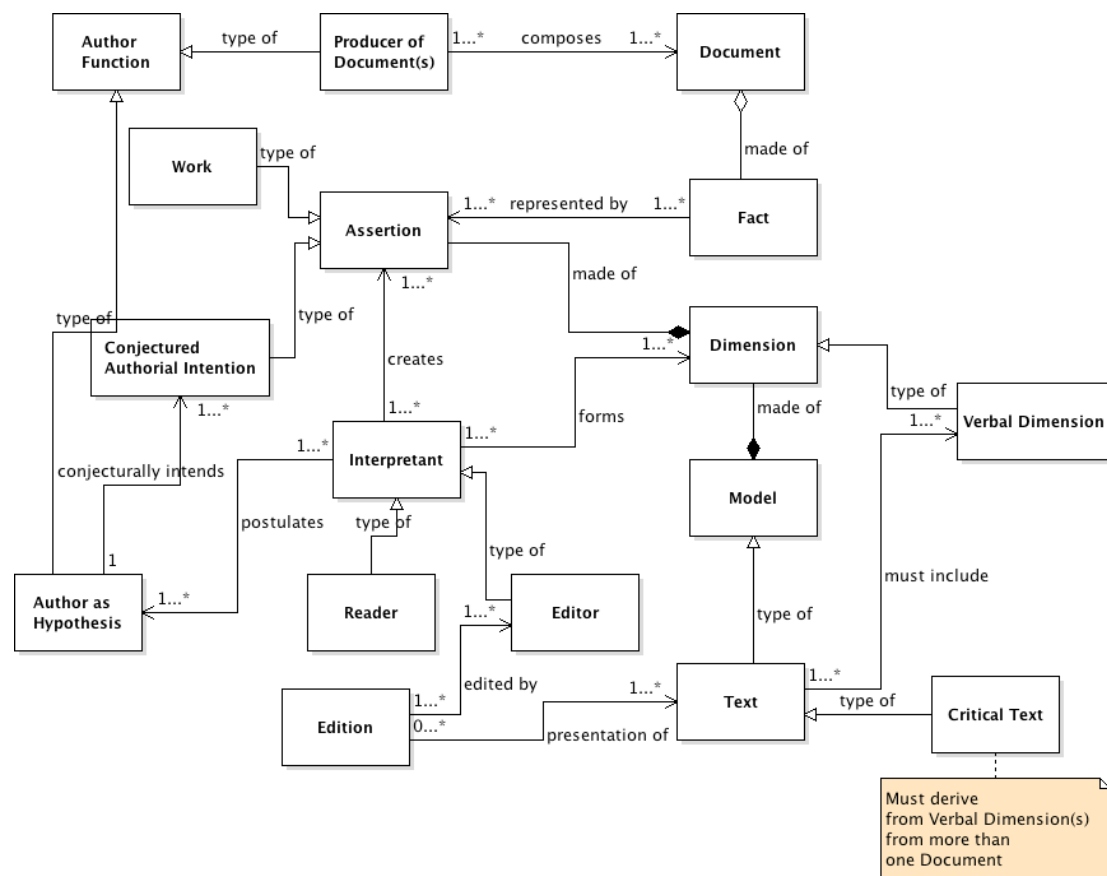 Author
Function
type of
Producer of
Document(s)
1...*
composes
1...*
Document
made of
Work
type of
Assertion
1...*
represented by
1...*
Fact
made of
1...*
type of
type of
Conjectured
Authorial Intention
1...*
creates
1...*
Dimension
made of
type of
1...*
Verbal Dimension
forms
1...*
1...*
1...*
Interpretant
conjecturally intends
Model
postulates
type of
type of
1
Author as
Hypothesis
1...*
Reader
1...*
Editor
must include
type of
edited by
1...*
0...*
Edition
1...*
presentation of
Text
1...*
type of
Critical Text
Must derive
from Verbal Dimension(s)
from more than
one Document